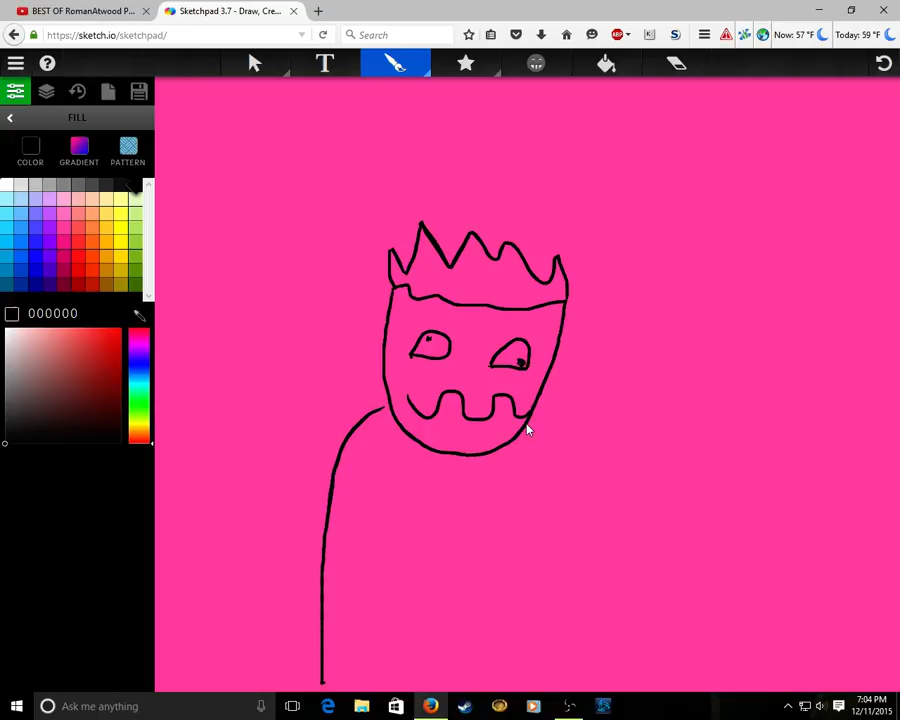 BEST OF RomanAtwood P...
Sketchpad 3.7 - Draw, Cre...
https://sketch.io/sketchpad/
Search
ABP
Now: 57 °F
Today: 59 °F
T
FILL
COLOR
GRADIENT
PATTERN
000000
Ask me anything
7:04 PM
12/11/2015